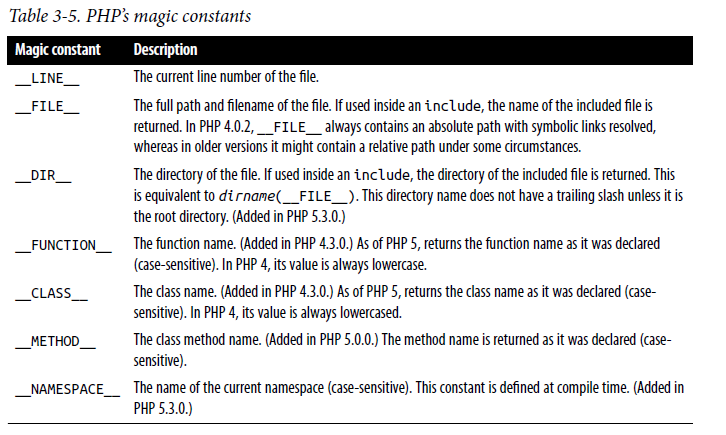 Table 3-5. PHP's magic constants
Magic constant Description
__LINE__ The current line number of the file.
__FILE__ The full path and filename of the file. If used inside an include, the name of the included file is
returned. In PHP 4.0.2, __FILE__ always contains an absolute path with symbolic links resolved,
whereas in older versions it might contain a relative path under some circumstances.
__DIR__ The directory of the file. If used inside an include, the directory of the included file is returned. This
is equivalent to dirname(__FILE__). This directory name does not have a trailing slash unless it is
the root directory. (Added in PHP 5.3.0.)
__FUNCTION__ The function name. (Added in PHP 4.3.0.) As of PHP 5, returns the function name as it was declared
(case-sensitive). In PHP 4, its value is always lowercase.
__CLASS__ The class name. (Added in PHP 4.3.0.) As of PHP 5, returns the class name as it was declared (case-
sensitive). In PHP 4, its value is always lowercased.
__METHOD__ The class method name. (Added in PHP 5.0.0.) The method name is returned as it was declared (case-
sensitive).
__NAMESPACE__ The name of the current namespace (case-sensitive). This constant is defined at compile time. (Added in
PHP 5.3.0.)